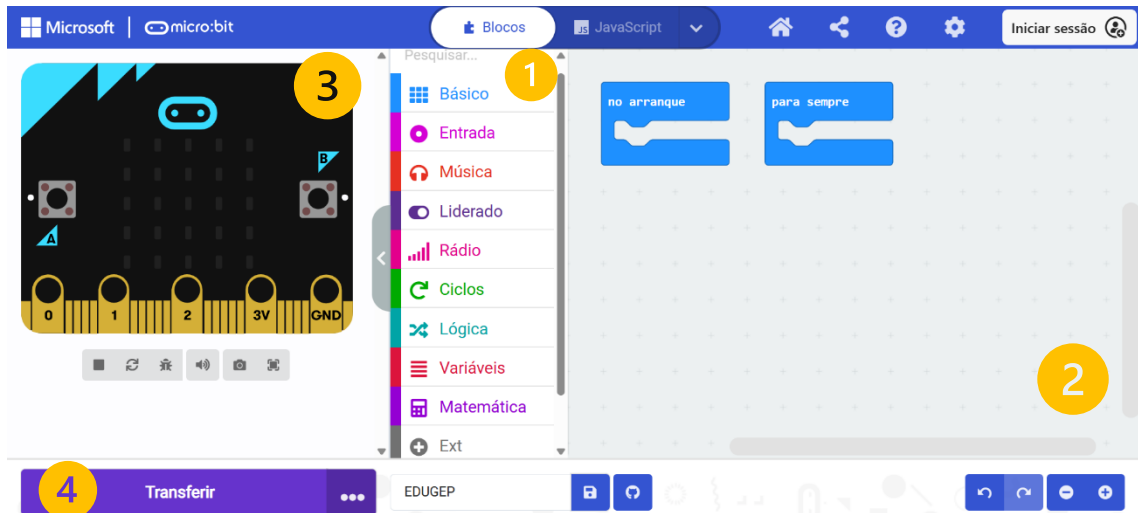 Microsoft | micro:bit
Blocos
JS JavaScript
Iniciar sessão
3
B
A
0 1 2 3V GND
Pesquisar...
1
Básico
Entrada
Música
Liderado
Rádio
Ciclos
Lógica
Variáveis
Matemática
Ext
no arranque
para sempre
2
4
Transferir
EDUGEP